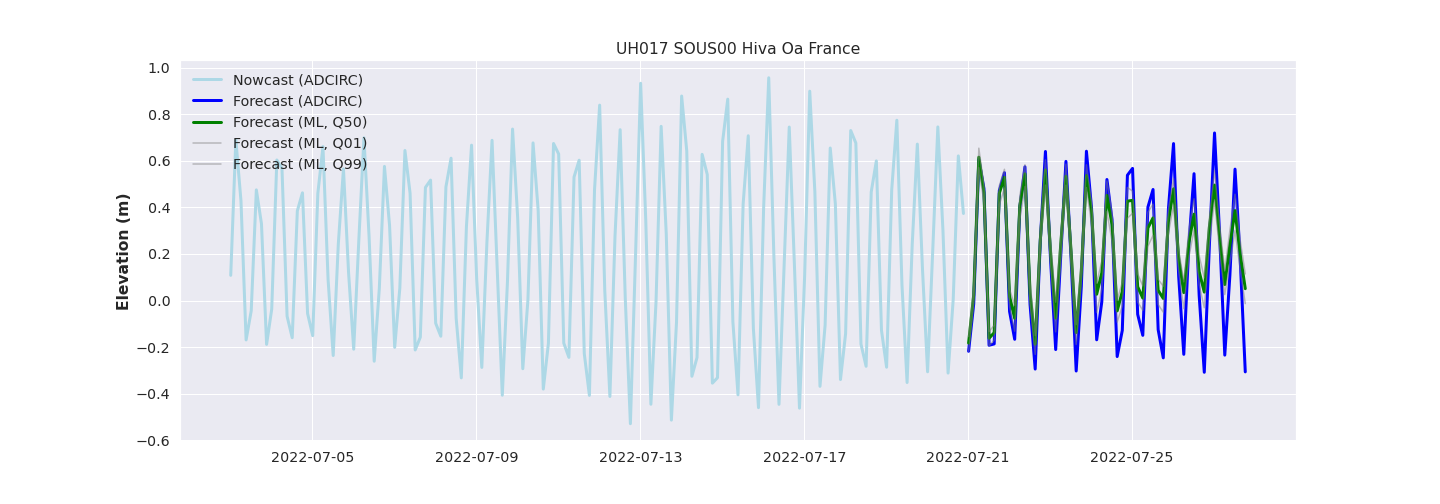 UH017 SOUS00 Hiva Oa France
Nowcast (ADCIRC)
Forecast (ADCIRC)
Forecast (ML, Q50)
Forecast (ML, Q01)
Forecast (ML, Q99)
Elevation (m)
1.0
0.8
0.6
0.4
0.2
0.0
−0.2
−0.4
−0.6
2022-07-05 2022-07-09 2022-07-13 2022-07-17 2022-07-21 2022-07-25